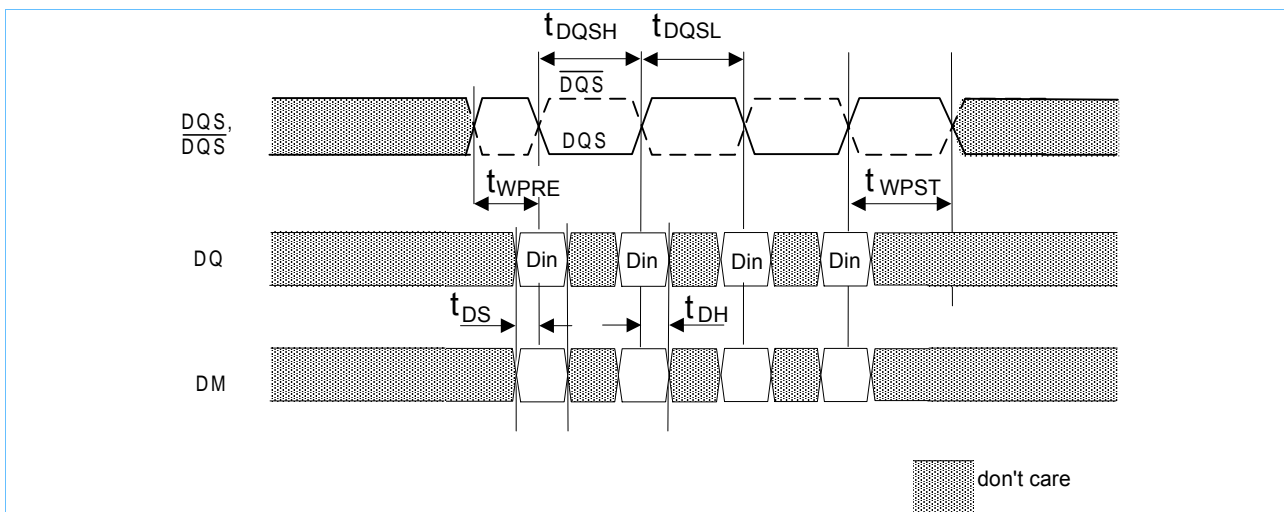 tDQSH tDQSL
DQS
DQS,
DQS
DQS
tWPRE
tWPST
DQ
Din Din Din Din
tDS
tDH
DM
don't care